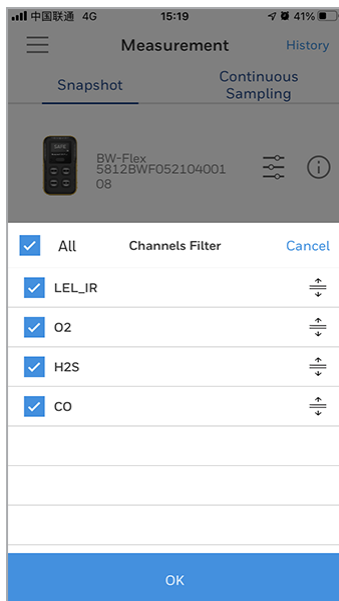 中国联通 4G 15:19 41%
Measurement History
Snapshot Continuous
Sampling
SAFE
BW-Flex
5812BWF052104001
08
All Channels Filter Cancel
LEL_IR
O2
H2S
CO
OK